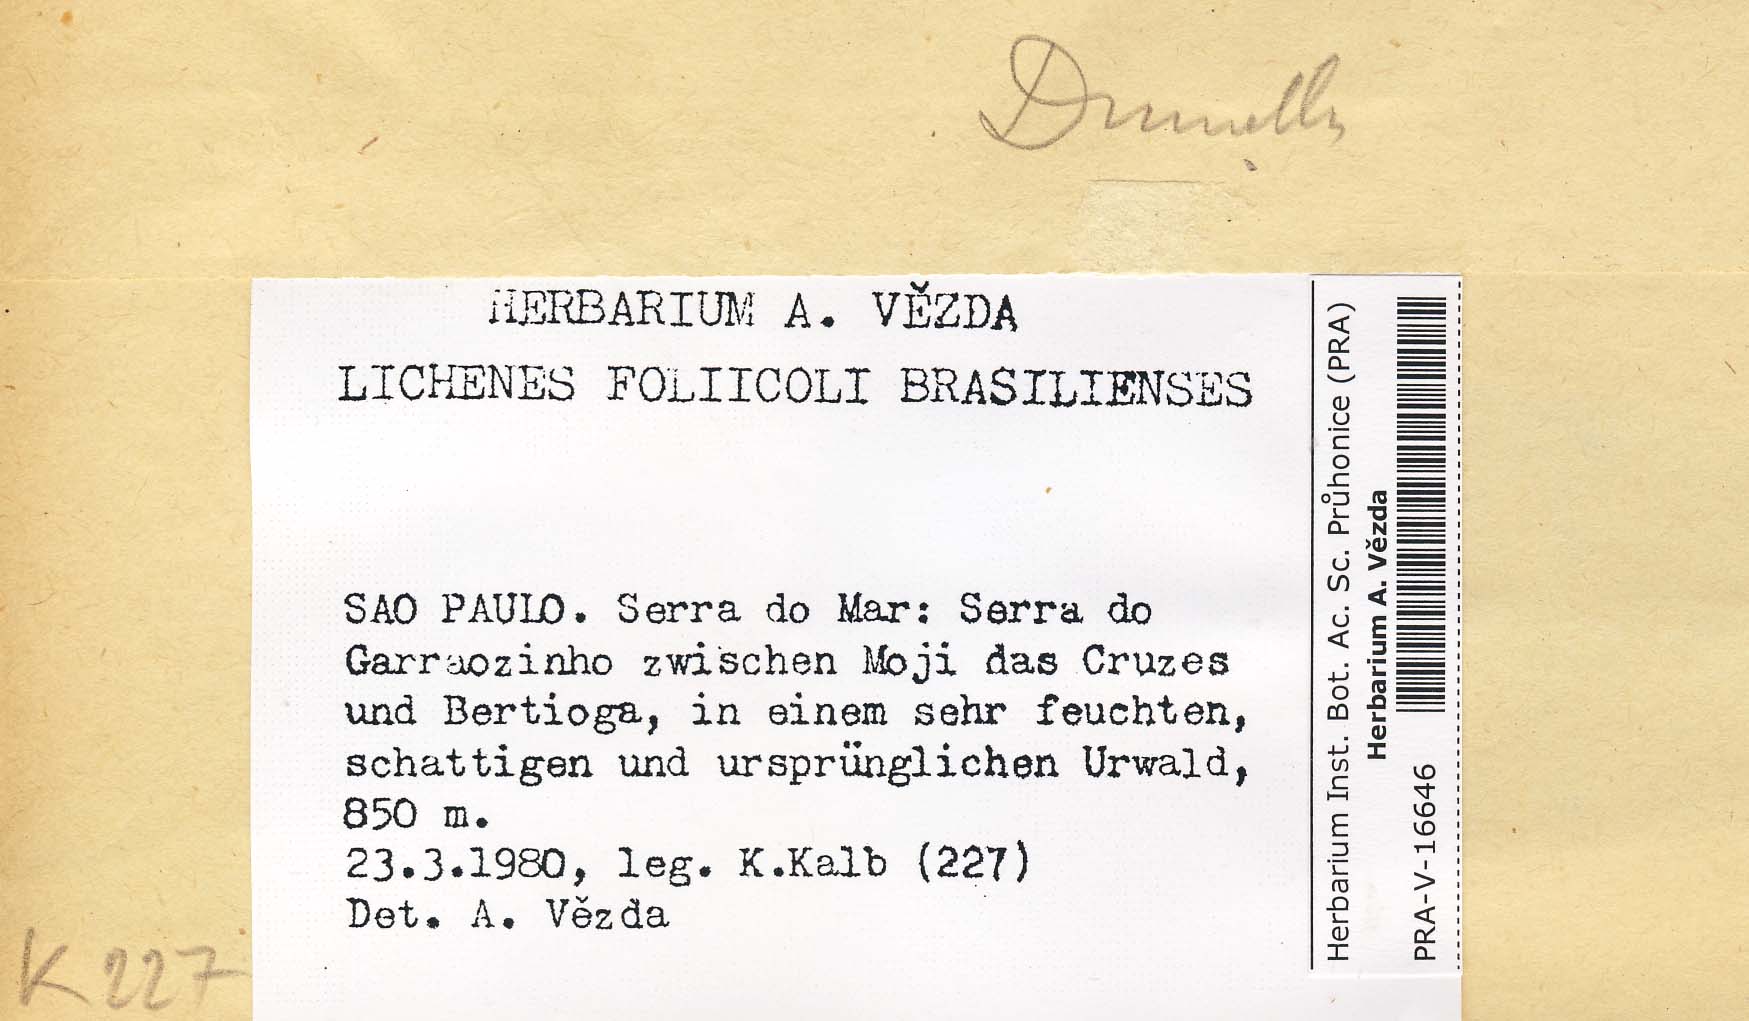 HERBARIUM A. VĚZDA
LICHENES FOLIICOLI BRASILIENSES
SAO PAULO. Serra do Mar: Serra do
Garraozinho zwischen Moji das Cruzes
und Bertioga, in einem sehr feuchten,
schattigen und ursprünglichen Urwald,
850 m.
23.3.1980, leg. K.Kalb (227)
Det. A. Vězda
K 227
Herbarium Inst. Bot. Ac. Sc. Průhonice (PRA)
Herbarium A. Vězda
PRA-V-16646